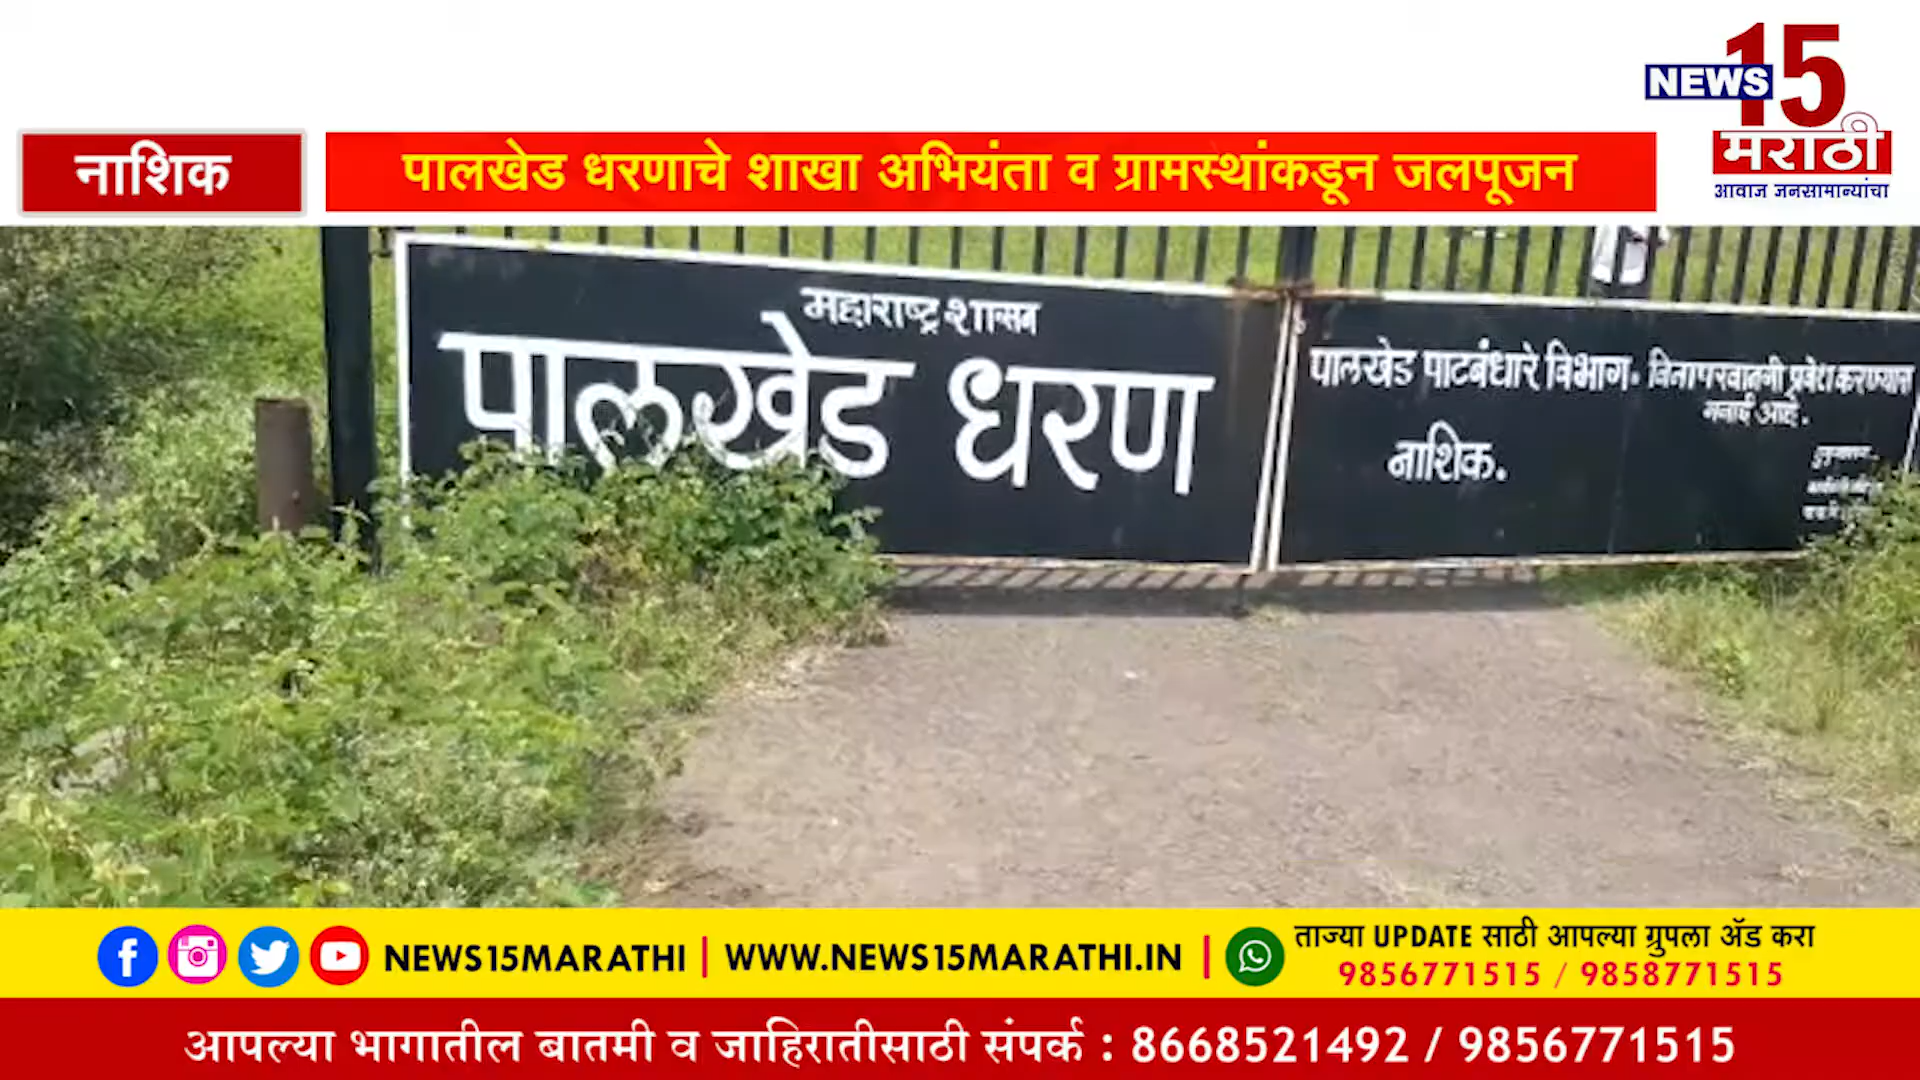 NEWS 15
मराठी
आवाज जनसामान्यांचा
नाशिक
पालखेड धरणाचे शाखा अभियंता व ग्रामस्थांकडून जलपूजन
महाराष्ट्र शासन
पालखेड धरण
पालखेड पाटबंधारे विभाग.
नाशिक.
विनापरवानगी प्रवेश करण्यास
मनाई आहे.
NEWS15MARATHI | WWW.NEWS15MARATHI.IN |
ताज्या UPDATE साठी आपल्या ग्रुपला ॲड करा
9856771515 / 9858771515
आपल्या भागातील बातमी व जाहिरातीसाठी संपर्क : 8668521492 / 9856771515